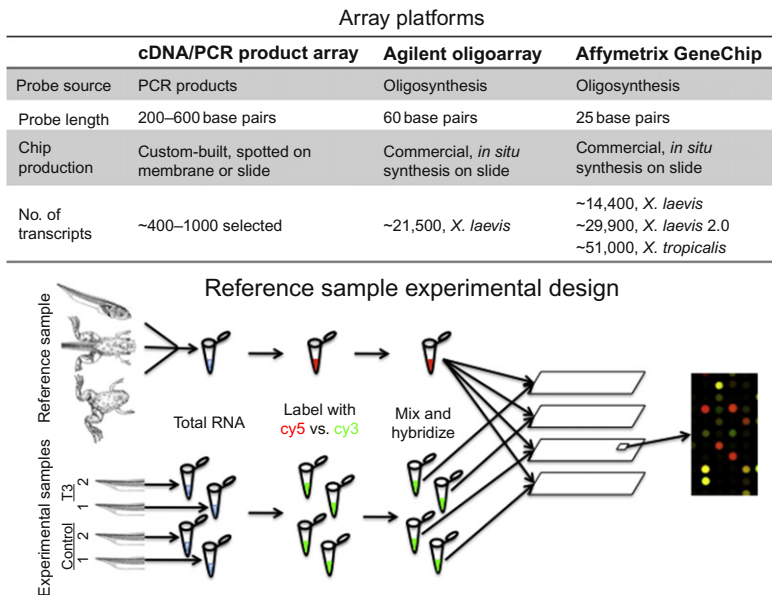 Array platforms
cDNA/PCR product array Agilent oligoarray Affymetrix GeneChip
Probe source PCR products Oligosynthesis Oligosynthesis
Probe length 200–600 base pairs 60 base pairs 25 base pairs
Chip production Custom-built, spotted on membrane or slide Commercial, in situ synthesis on slide Commercial, in situ synthesis on slide
No. of transcripts ~400–1000 selected ~21,500, X. laevis ~14,400, X. laevis
~29,900, X. laevis 2.0
~51,000, X. tropicalis
Reference sample experimental design
Reference sample
Total RNA
Label with
cy5 vs. cy3
Mix and
hybridize
Experimental samples
T3
2
1
Control
2
1